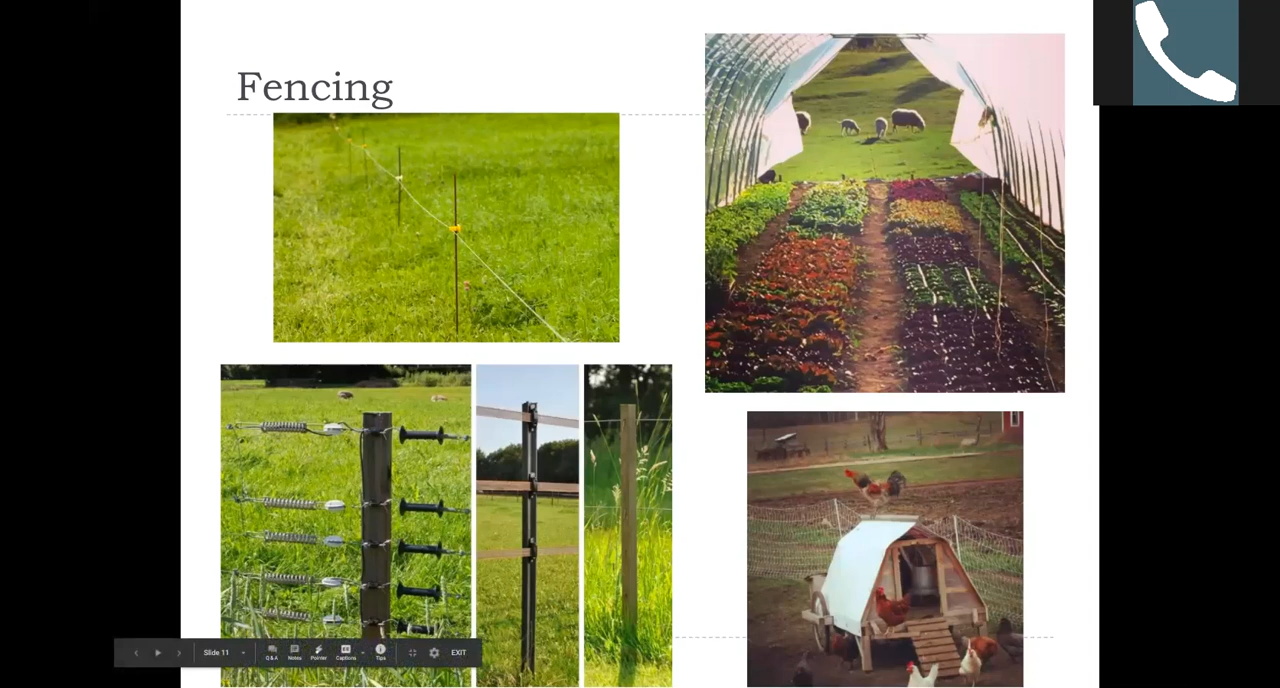 Fencing
Slide 11
Q&A
Notes
Pointer
Captions
Tips
EXIT